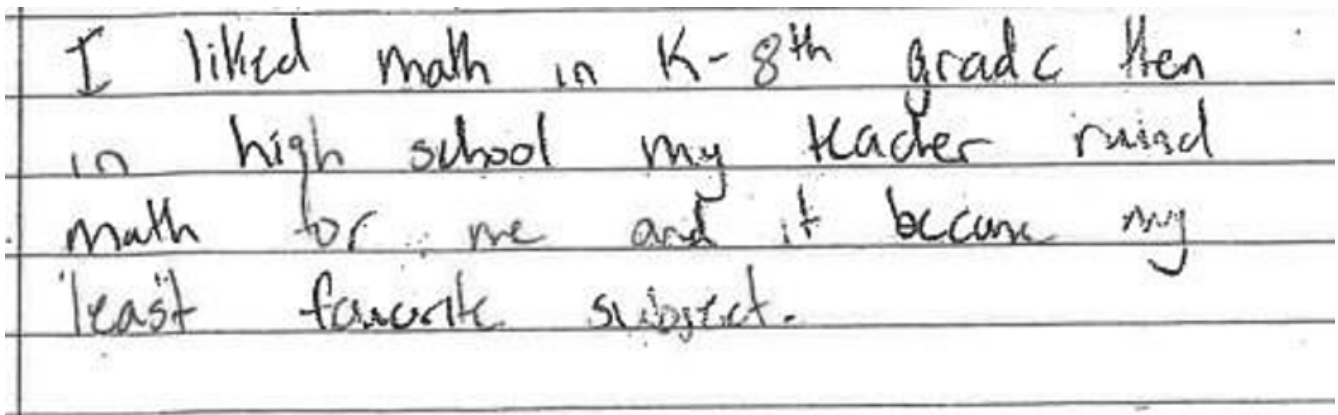 I liked math in K-8th grade then
in high school my teacher ruind
math for me and it became my
least favorite subject.